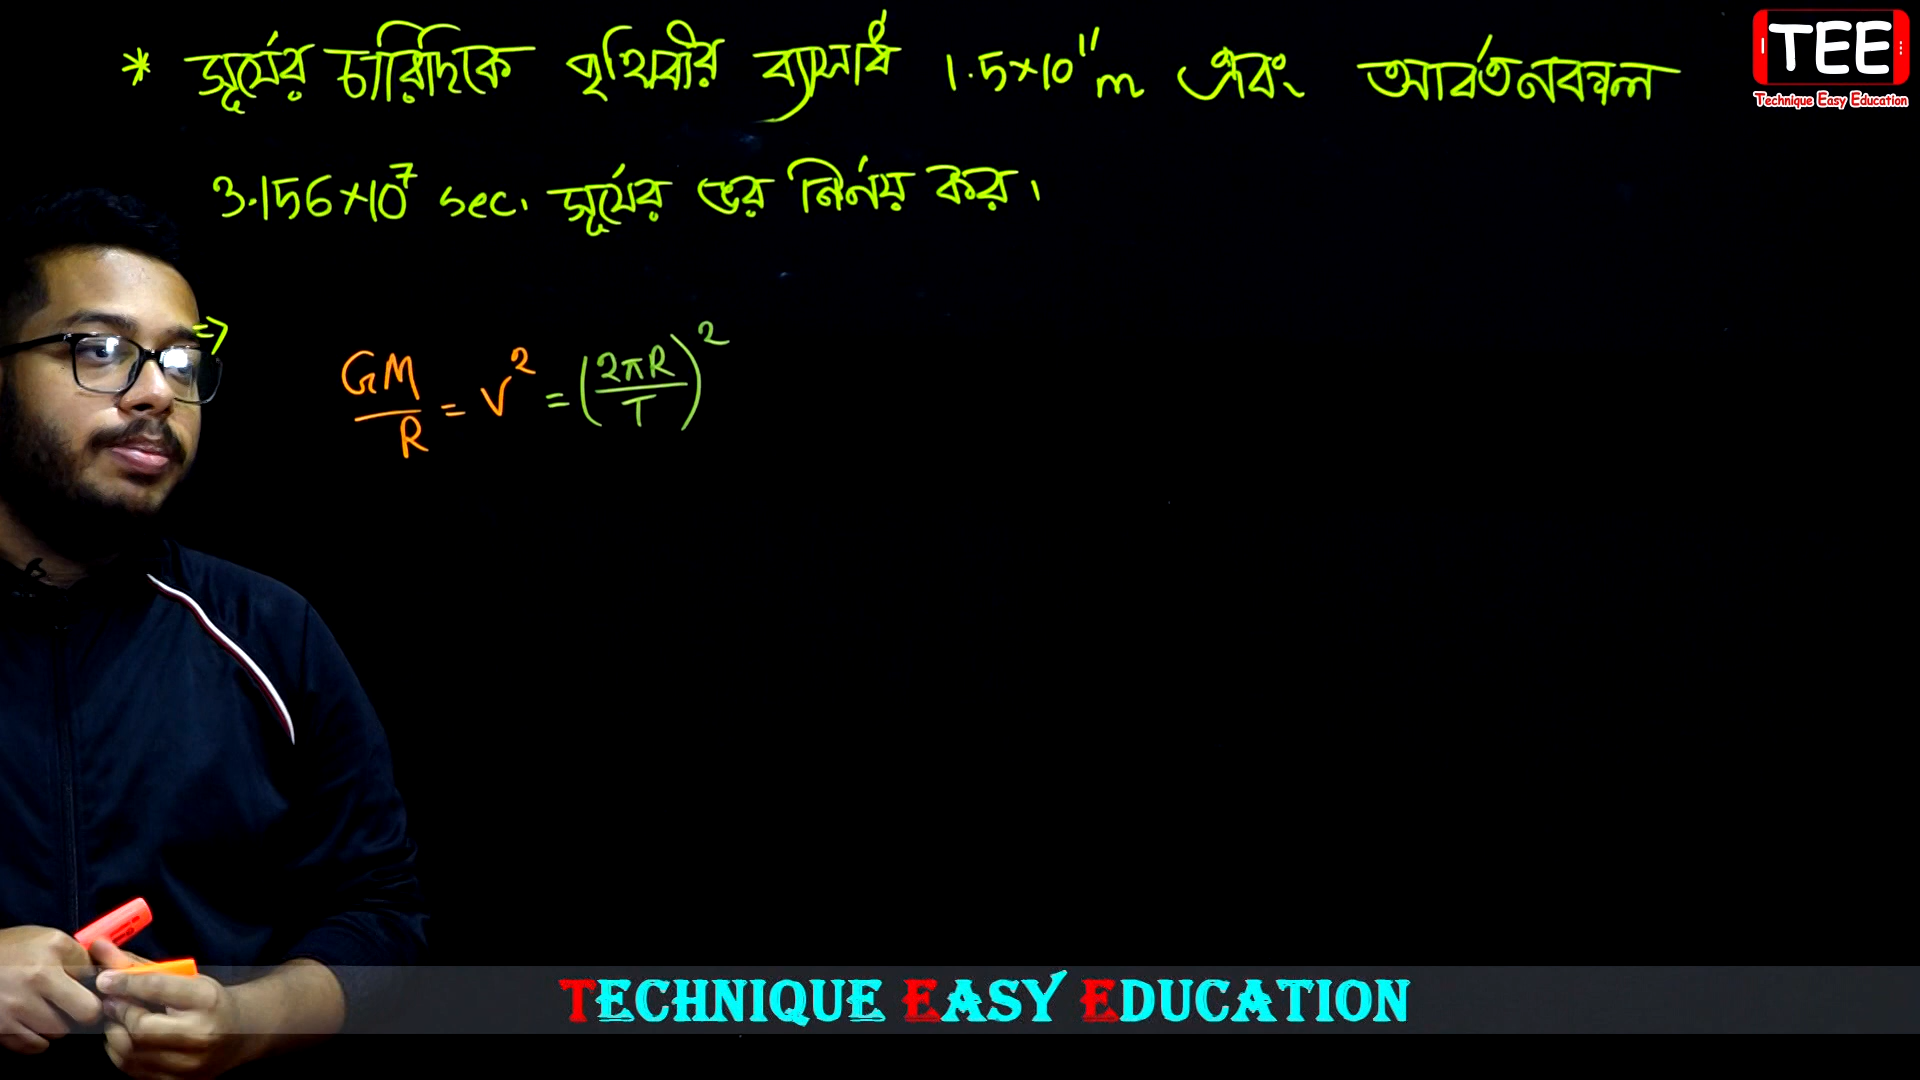 * সূর্যের চারিদিকে পৃথিবীর ব্যাসার্ধ 1.5×10¹¹ m এবং আবর্তনকাল
3.156×10⁷ sec. সূর্যের ভর নির্ণয় কর।
=>
GM/R = V² = (2πR/T)²
TEE
Technique Easy Education
TECHNIQUE EASY EDUCATION